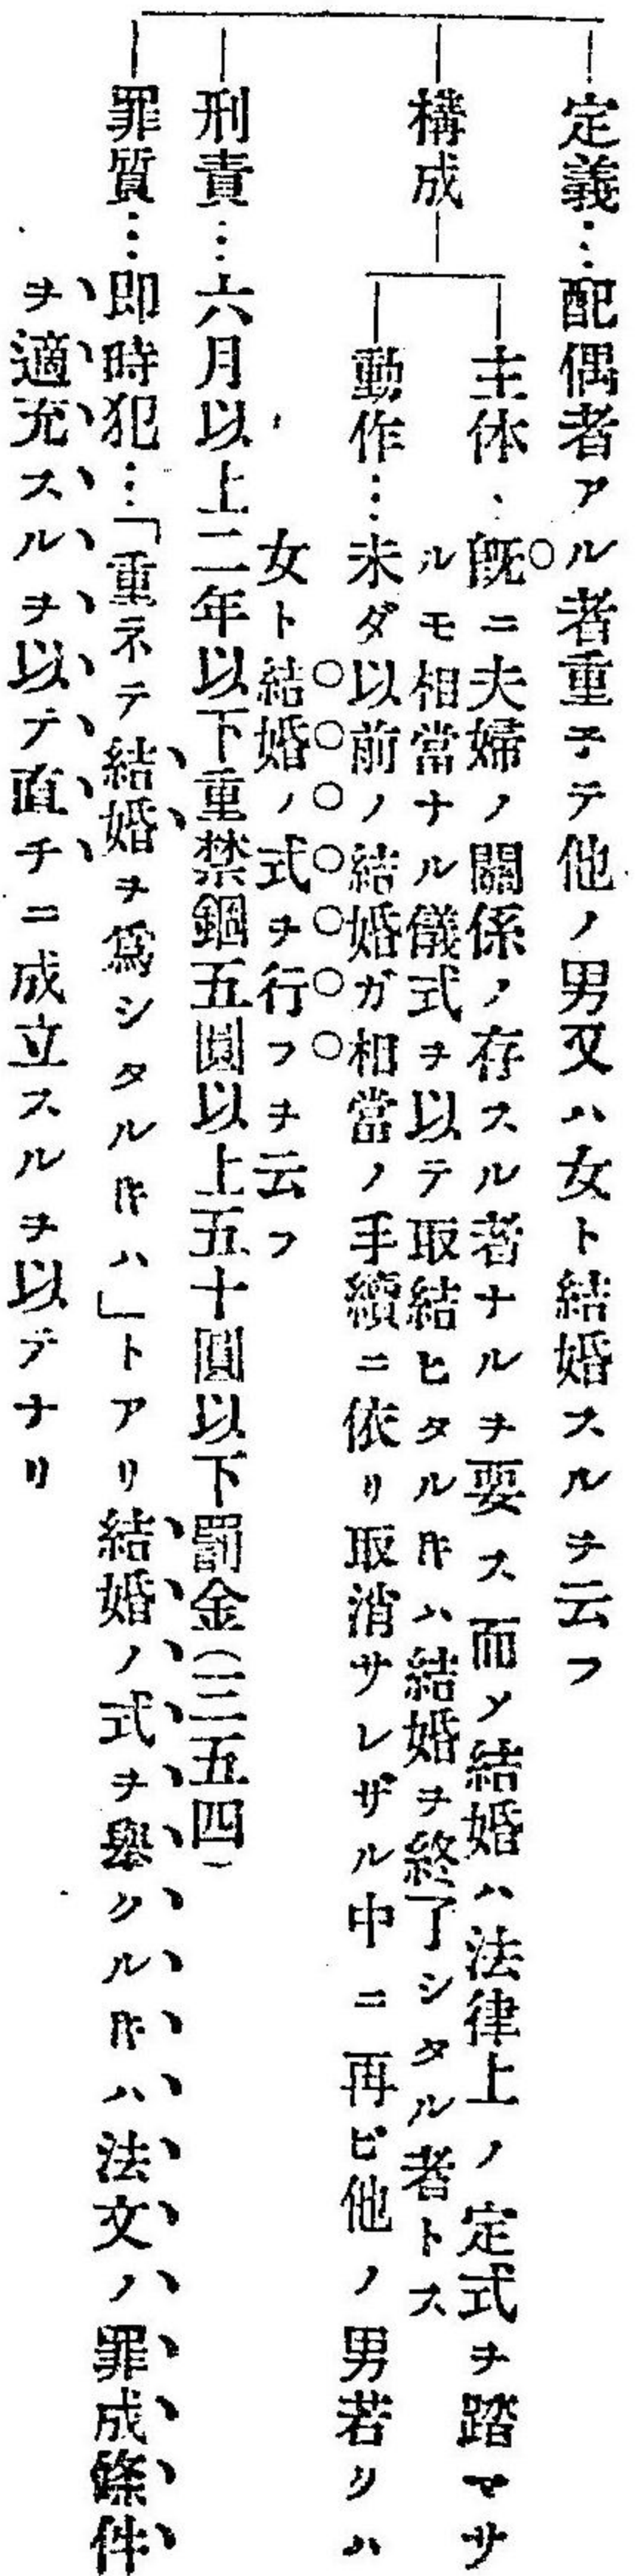 定義…配偶者アル者重子テ他ノ男又ハ女ト結婚スルヲ云フ
構成
主体、既ニ夫婦ノ關係ノ存スル者ナルヲ要ス而〆結婚ハ法律上ノ定式ヲ踏マサ
ルモ相當ナル儀式ヲ以テ取結ヒタル𪜈ハ結婚ヲ終了シタル者トス
動作…未ダ以前ノ結婚ガ相當ノ手續ニ依リ取消サレザル中ニ再ビ他ノ男若クハ
女ト結婚ノ式ヲ行フヲ云フ
刑責…六月以上二年以下重禁錮五圓以上五十圓以下罰金(三五四)
罪質…即時犯…「重ネテ結婚ヲ爲シタル𪜈ハ」トアリ結婚ノ式ヲ擧クル𪜈ハ法文ノ罪成條件
ヲ適充スルヲ以テ直チニ成立スルヲ以テナリ